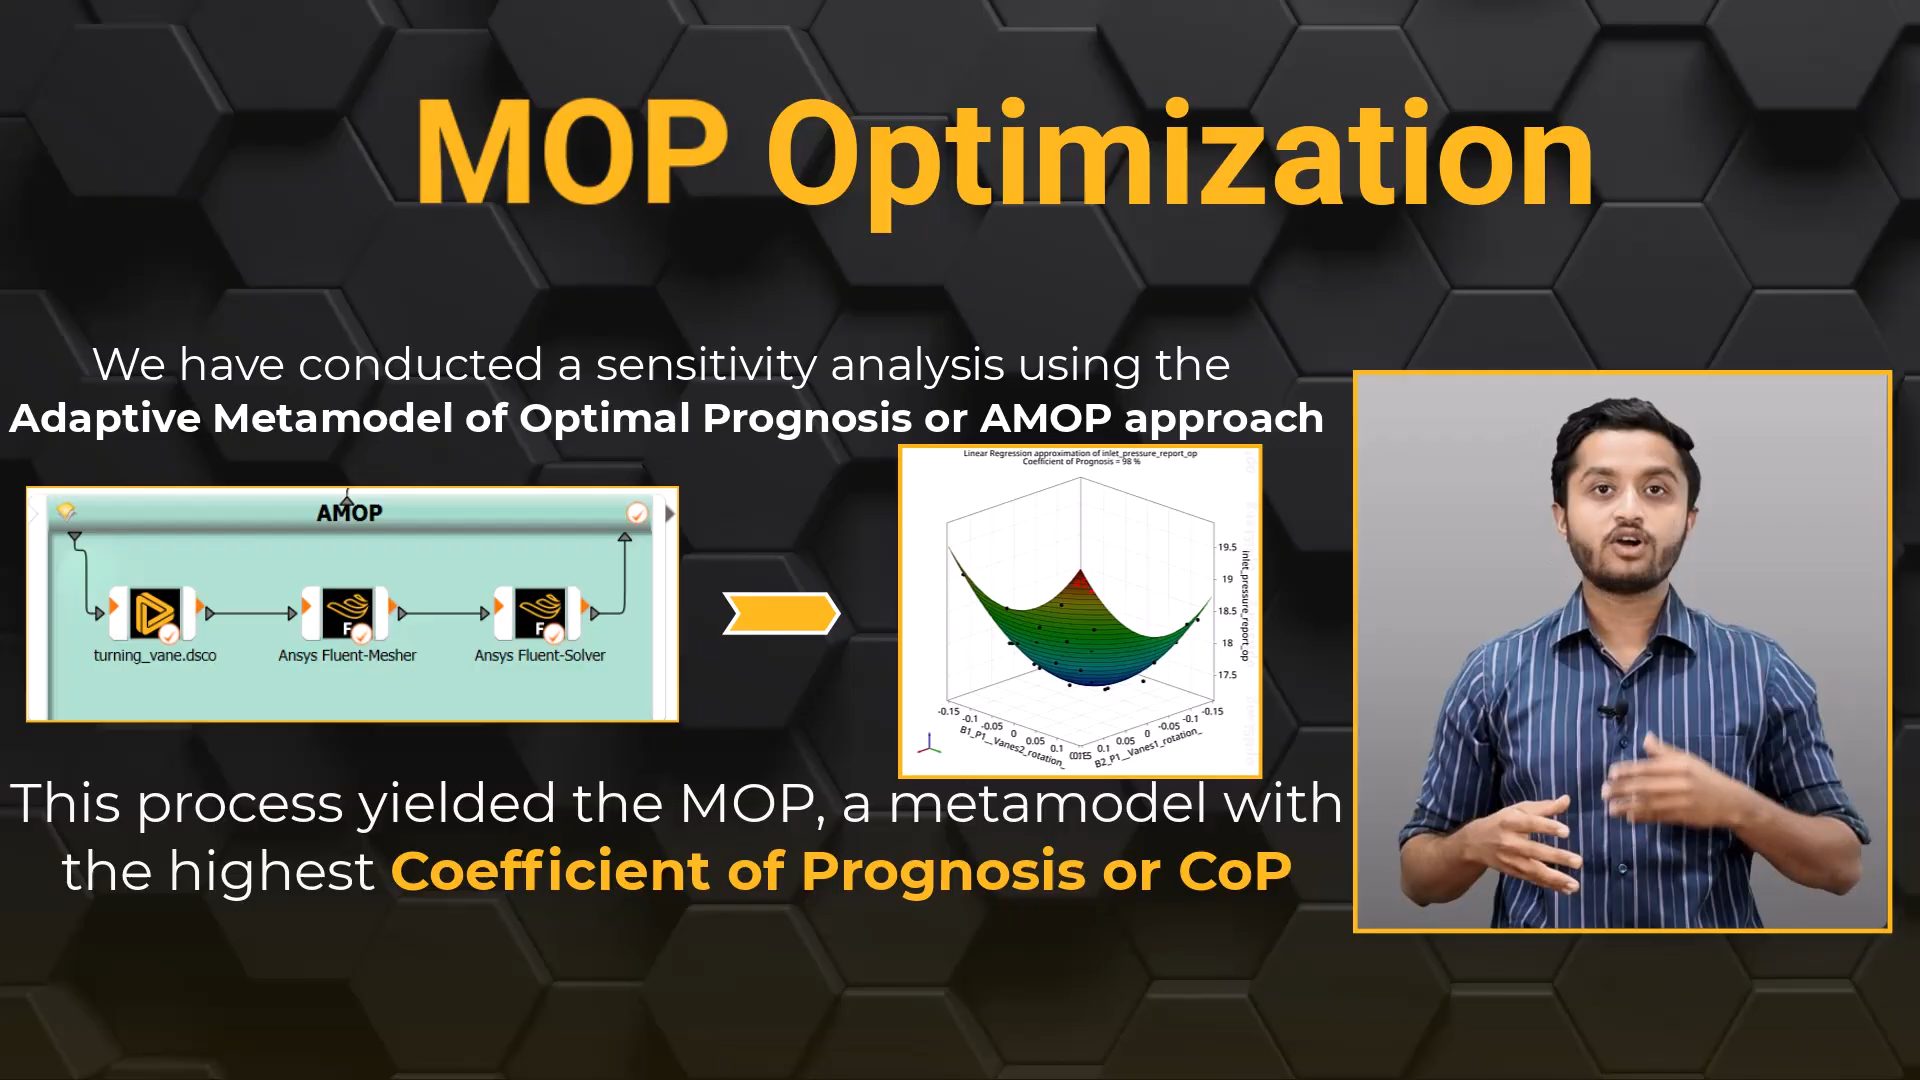 MOP Optimization
We have conducted a sensitivity analysis using the
Adaptive Metamodel of Optimal Prognosis or AMOP approach
AMOP
turning_vane.dsco
Ansys Fluent-Mesher
Ansys Fluent-Solver
F
F
Linear Regression approximation of inlet_pressure_report_op
Coefficient of Prognosis = 98 %
19.5
19
18.5
18
17.5
inlet_pressure_report_op
-0.15
-0.1
-0.05
0
0.05
0.1
B1_P1__Vanes2_rotation_
0.1
0.05
0
-0.05
-0.1
-0.15
B2_P1__Vanes1_rotation_
This process yielded the MOP, a metamodel with
the highest Coefficient of Prognosis or CoP